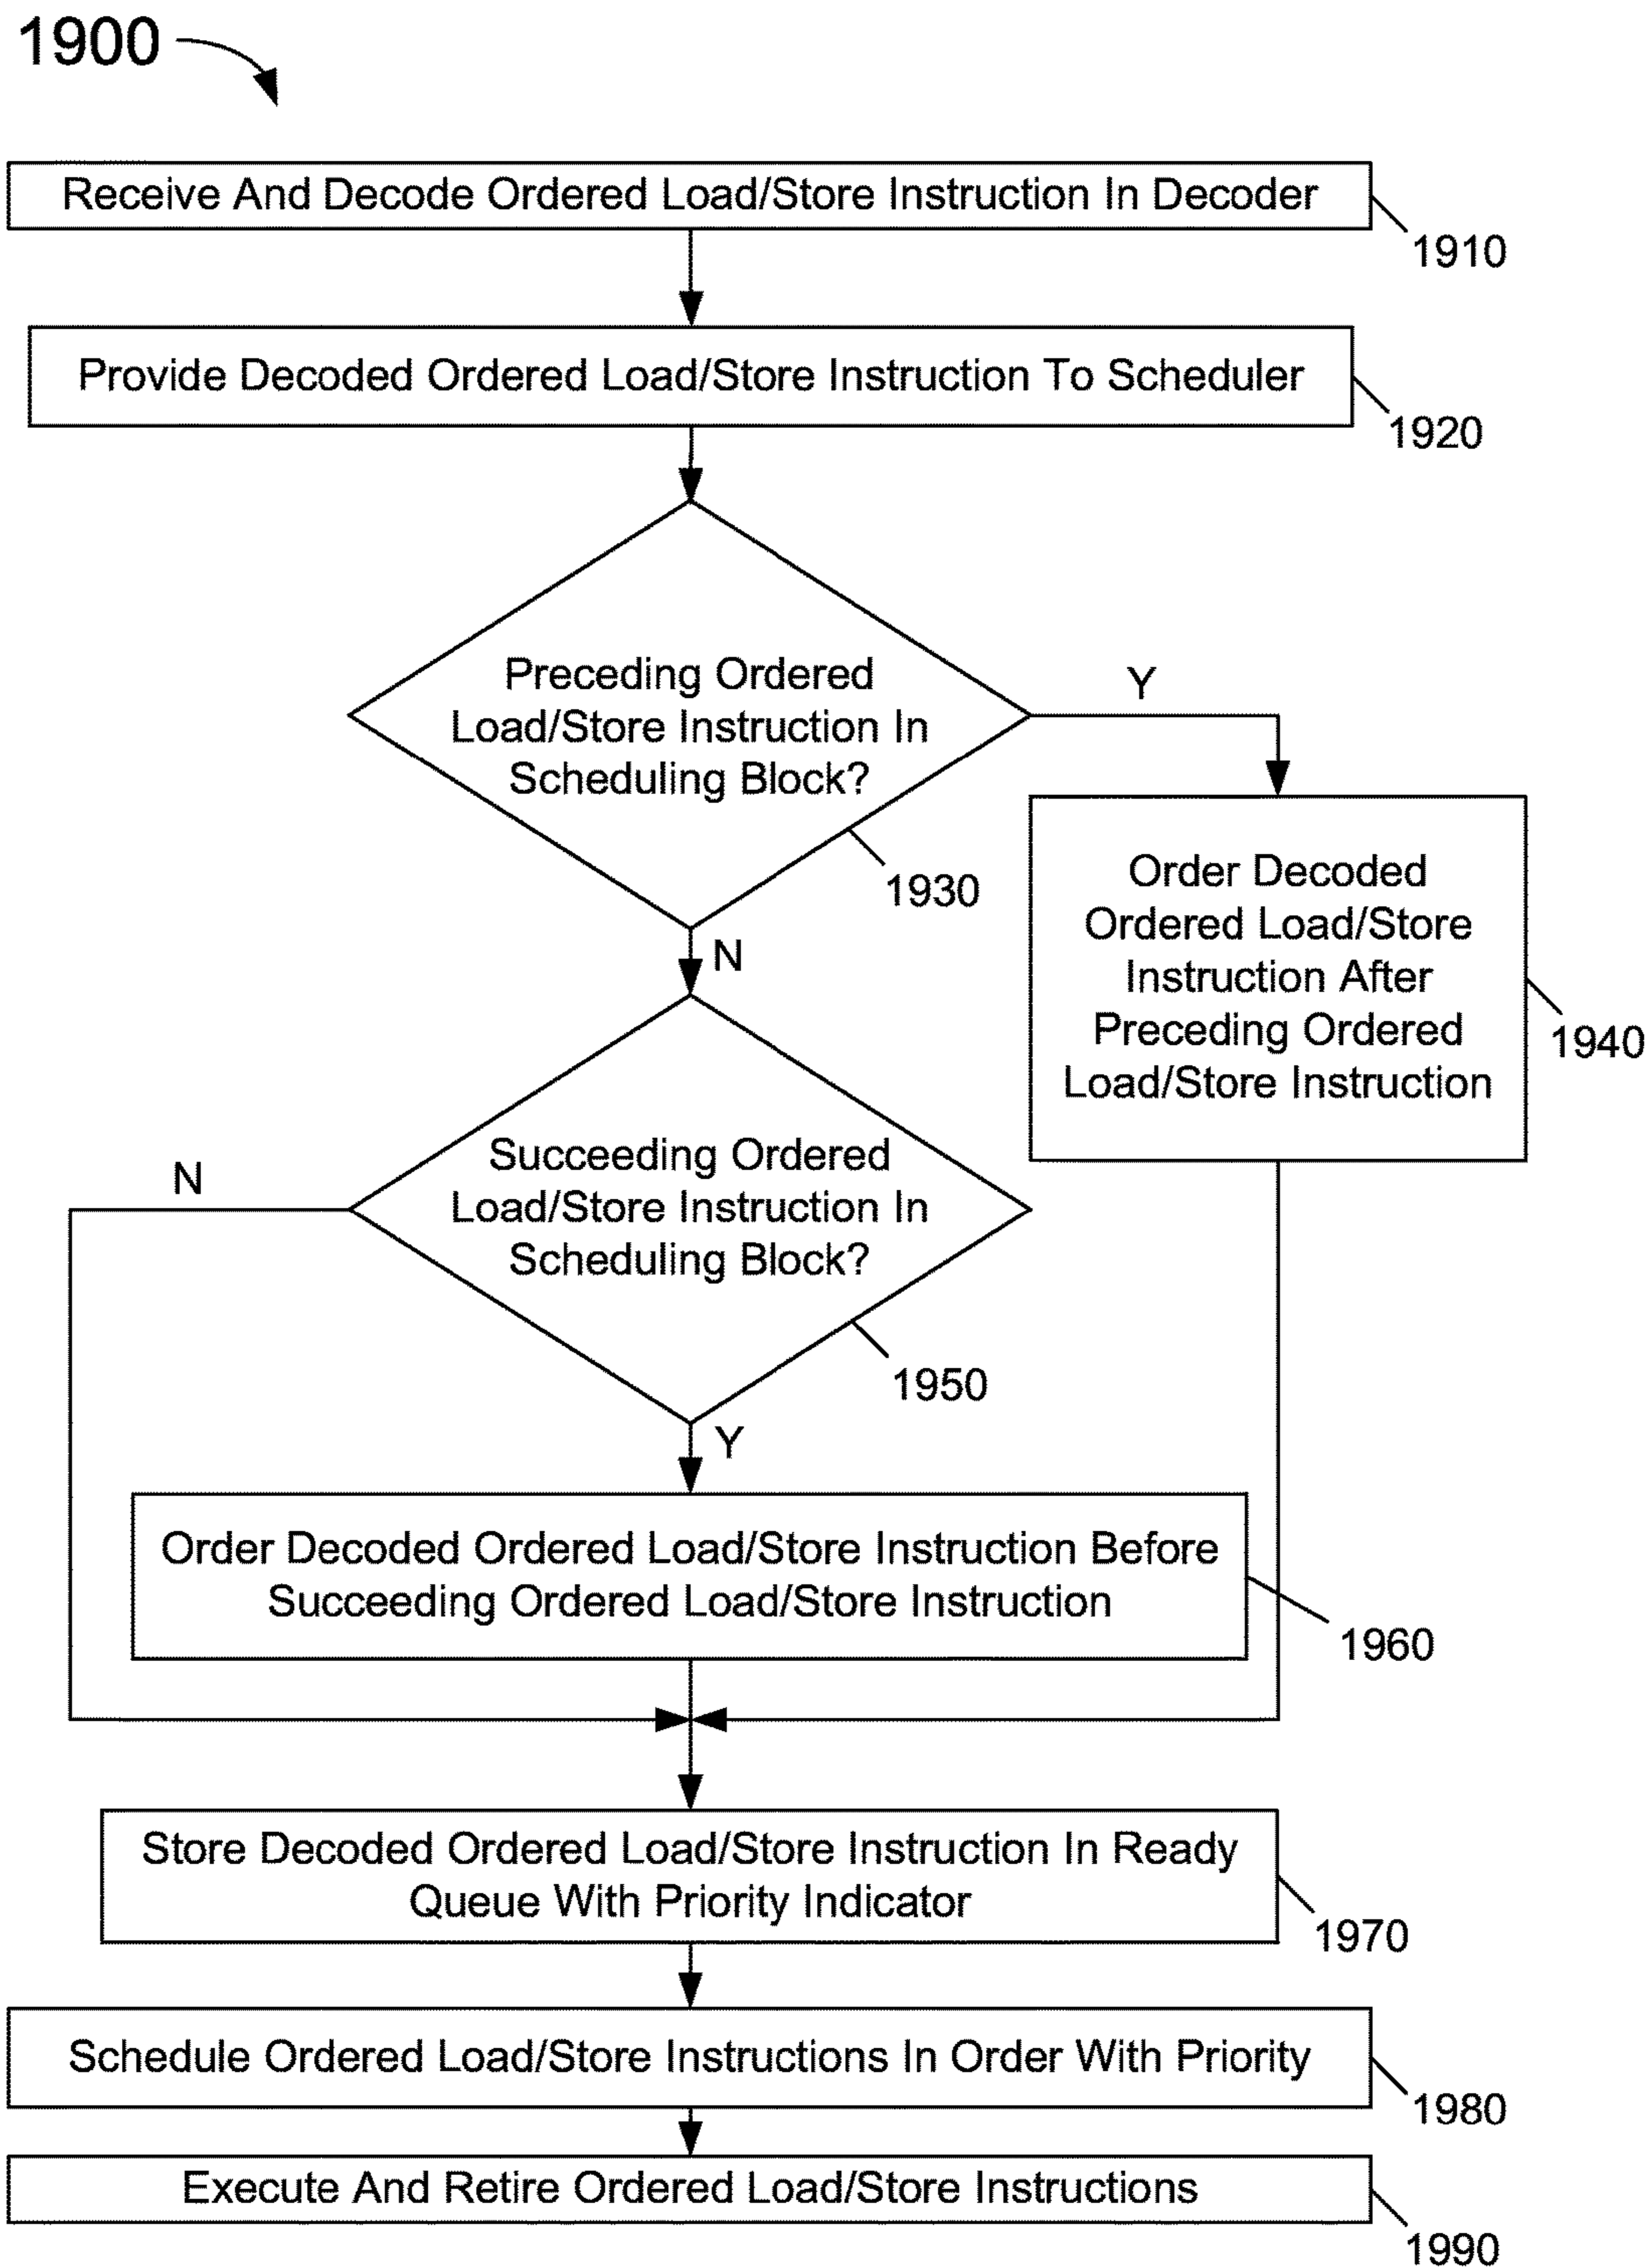 1900
Receive And Decode Ordered Load/Store Instruction In Decoder
1910
Provide Decoded Ordered Load/Store Instruction To Scheduler
1920
Preceding Ordered
Load/Store Instruction In
Scheduling Block?
1930
Y
N
Order Decoded
Ordered Load/Store
Instruction After
Preceding Ordered
Load/Store Instruction
1940
Succeeding Ordered
Load/Store Instruction In
Scheduling Block?
1950
N
Y
Order Decoded Ordered Load/Store Instruction Before
Succeeding Ordered Load/Store Instruction
1960
Store Decoded Ordered Load/Store Instruction In Ready
Queue With Priority Indicator
1970
Schedule Ordered Load/Store Instructions In Order With Priority
1980
Execute And Retire Ordered Load/Store Instructions
1990